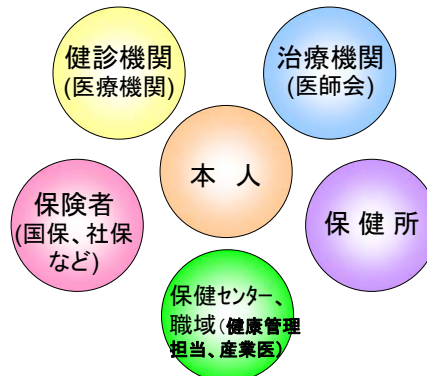 健診機関
(医療機関)
治療機関
(医師会)
本 人
保険者
(国保、社保
など)
保 健 所
保健センター、
職域(健康管理
担当、産業医)